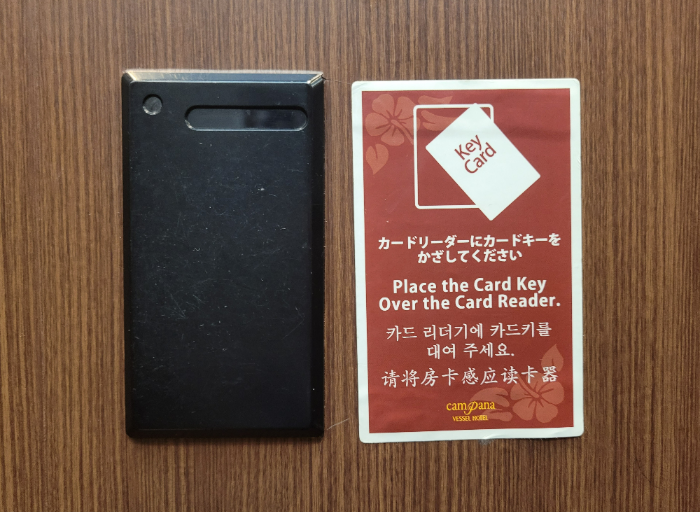 Key
Card
カードリーダーにカードキーを
かざしてください
Place the Card Key
Over the Card Reader.
카드 리더기에 카드키를
대여 주세요.
请将房卡感应读卡器
campana
VESSEL HOTEL